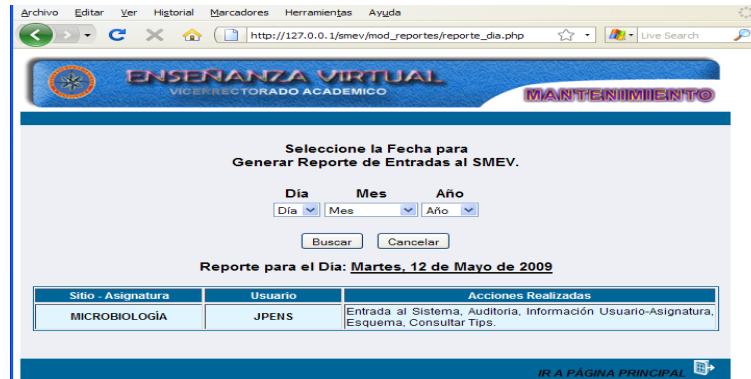 Archivo Editar Ver Historial Marcadores Herramientas Ayuda
http://127.0.0.1/smev/mod_reportes/reporte_dia.php Live Search
ENSEÑANZA VIRTUAL
VICERRECTORADO ACADEMICO
MANTENIMIENTO
Seleccione la Fecha para
Generar Reporte de Entradas al SMEV.
Día Mes Año
Día Mes Año
Buscar Cancelar
Reporte para el Día: Martes, 12 de Mayo de 2009
Sitio - Asignatura Usuario Acciones Realizadas
MICROBIOLOGÌA JPENS Entrada al Sistema, Auditoria, Información Usuario-Asignatura,
Esquema, Consultar Tips.
IR A PÁGINA PRINCIPAL